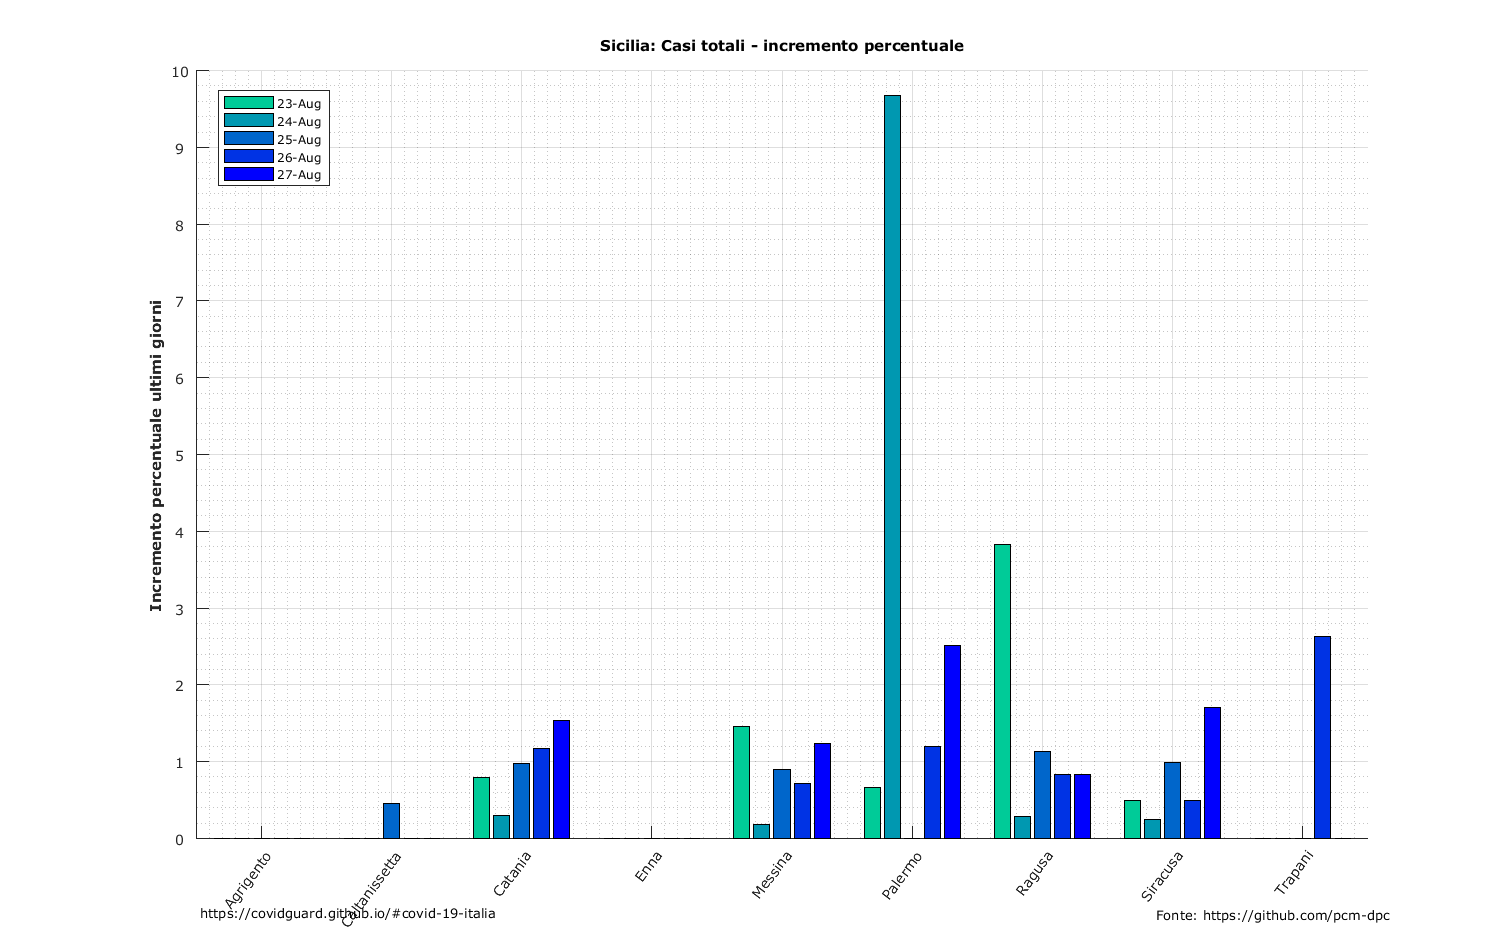 Sicilia: Casi totali - incremento percentuale
10
9
8
7
6
5
4
3
2
1
0
Incremento percentuale ultimi giorni
23-Aug
24-Aug
25-Aug
26-Aug
27-Aug
Agrigento
Caltanissetta
Catania
Enna
Messina
Palermo
Ragusa
Siracusa
Trapani
https://covidguard.github.io/#covid-19-italia
Fonte: https://github.com/pcm-dpc